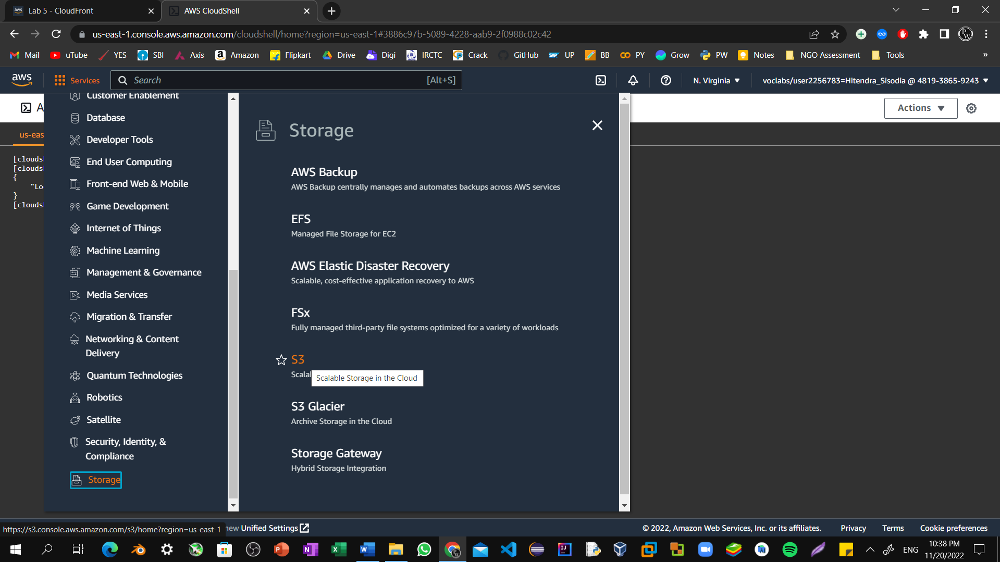 Lab 5 - CloudFront
AWS CloudShell
us-east-1.console.aws.amazon.com/cloudshell/home?region=us-east-1#3886c97b-5089-4228-aab9-2f0988c02c42
Mail uTube YES SBI Axis Amazon Flipkart Drive Digi IRCTC Crack GitHub UP BB PY Grow PW Notes NGO Assessment Tools »
aws Services Search [Alt+S] N. Virginia voclabs/user2256783=Hitendra_Sisodia @ 4819-3865-9243
A
Actions
us-eas
[clouds
[clouds
{
"Lo
}
[clouds
Customer Enablement
Database
Developer Tools
End User Computing
Front-end Web & Mobile
Game Development
Internet of Things
Machine Learning
Management & Governance
Media Services
Migration & Transfer
Networking & Content
Delivery
Quantum Technologies
Robotics
Satellite
Security, Identity, &
Compliance
Storage
Storage
AWS Backup
AWS Backup centrally manages and automates backups across AWS services
EFS
Managed File Storage for EC2
AWS Elastic Disaster Recovery
Scalable, cost-effective application recovery to AWS
FSx
Fully managed third-party file systems optimized for a variety of workloads
S3
Scalal
Scalable Storage in the Cloud
S3 Glacier
Archive Storage in the Cloud
Storage Gateway
Hybrid Storage Integration
https://s3.console.aws.amazon.com/s3/home?region=us-east-1
new Unified Settings
© 2022, Amazon Web Services, Inc. or its affiliates. Privacy Terms Cookie preferences
ENG
10:38 PM
11/20/2022